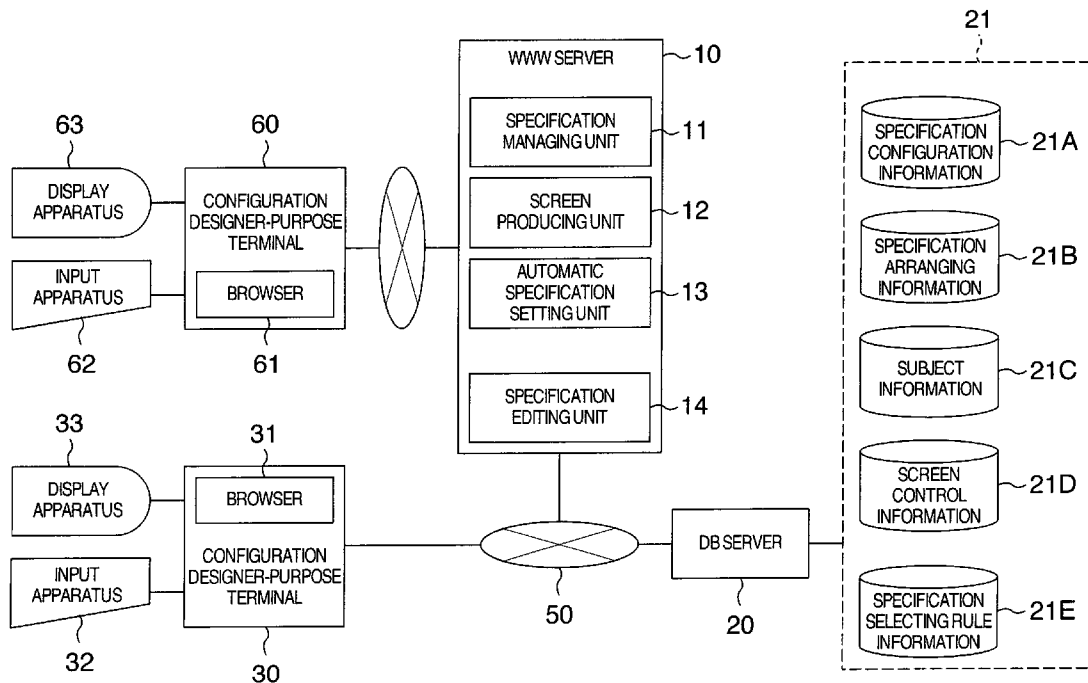 21
WWW SERVER
10
SPECIFICATION
MANAGING UNIT
11
SCREEN
PRODUCING UNIT
12
AUTOMATIC
SPECIFICATION
SETTING UNIT
13
SPECIFICATION
EDITING UNIT
14
63
DISPLAY
APPARATUS
60
CONFIGURATION
DESIGNER-PURPOSE
TERMINAL
BROWSER
61
INPUT
APPARATUS
62
33
DISPLAY
APPARATUS
31
BROWSER
CONFIGURATION
DESIGNER-PURPOSE
TERMINAL
30
INPUT
APPARATUS
32
50
DB SERVER
20
SPECIFICATION
CONFIGURATION
INFORMATION
21A
SPECIFICATION
ARRANGING
INFORMATION
21B
SUBJECT
INFORMATION
21C
SCREEN
CONTROL
INFORMATION
21D
SPECIFICATION
SELECTING RULE
INFORMATION
21E